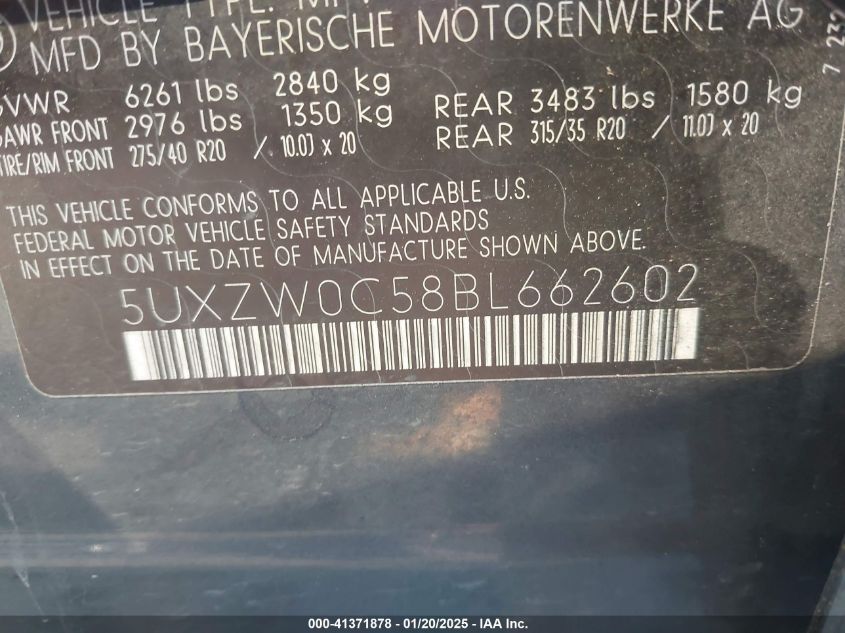 VEHICLE TYPE: MPV
MFD BY BAYERISCHE MOTORENWERKE AG
GVWR 6261 lbs 2840 kg
GAWR FRONT 2976 lbs 1350 kg REAR 3483 lbs 1580 kg
TIRE/RIM FRONT 275/40 R20 / 10.0J x 20 REAR 315/35 R20 / 11.0J x 20
THIS VEHICLE CONFORMS TO ALL APPLICABLE U.S.
FEDERAL MOTOR VEHICLE SAFETY STANDARDS
IN EFFECT ON THE DATE OF MANUFACTURE SHOWN ABOVE.
5UXZW0C58BL662602
000-41371878 - 01/20/2025 - IAA Inc.